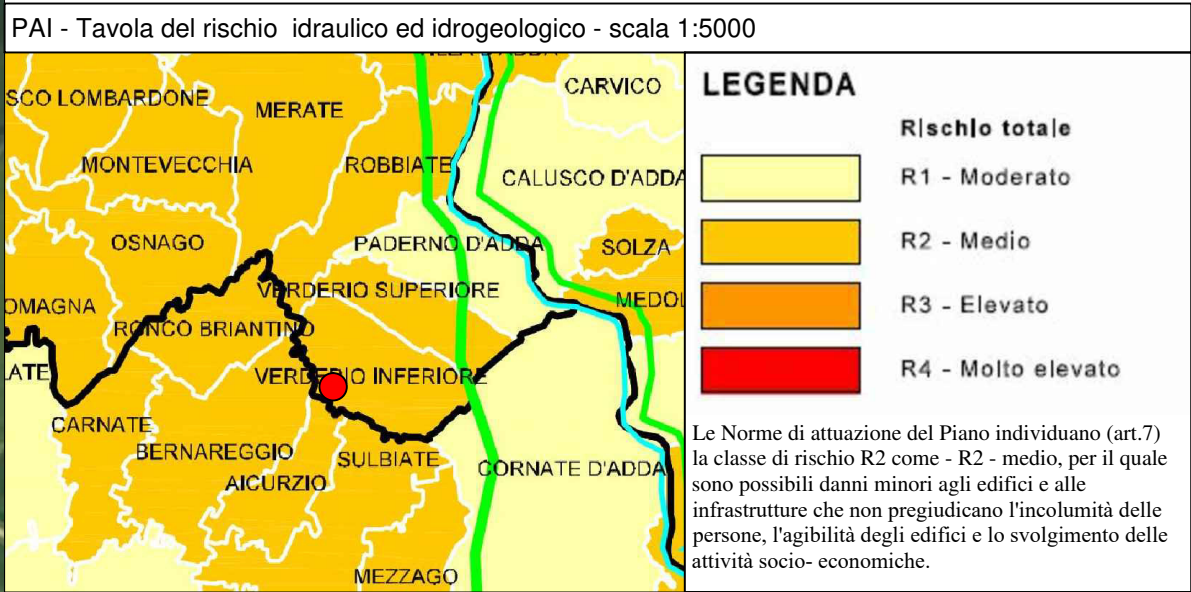 PAI - Tavola del rischio idraulico ed idrogeologico - scala 1:5000
CARVICO
SCO LOMBARDONE
MERATE
MONTEVECCHIA
ROBBIATE
CALUSCO D'ADDA
OSNAGO
PADERNO D'ADDA
SOLZA
VERDERIO SUPERIORE
OMAGNA
MEDOL
RONCO BRIANTINO
ATE
VERDERIO INFERIORE
CARNATE
BERNAREGGIO
SULBIATE
CORNATE D'ADDA
AICURZIO
MEZZAGO
LEGENDA
Rischio totale
R1 - Moderato
R2 - Medio
R3 - Elevato
R4 - Molto elevato
Le Norme di attuazione del Piano individuano (art.7)
la classe di rischio R2 come - R2 - medio, per il quale
sono possibili danni minori agli edifici e alle
infrastrutture che non pregiudicano l'incolumità delle
persone, l'agibilità degli edifici e lo svolgimento delle
attività socio- economiche.